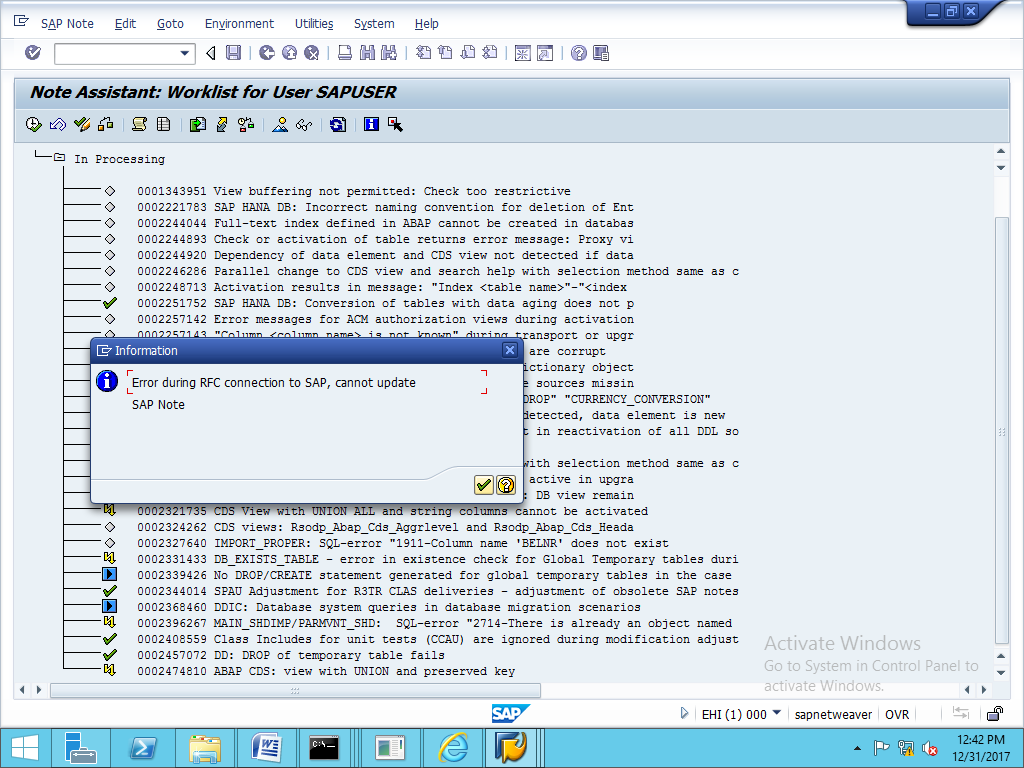 SAP Note Edit Goto Environment Utilities System Help
Note Assistant: Worklist for User SAPUSER
In Processing
0001343951 View buffering not permitted: Check too restrictive
0002221783 SAP HANA DB: Incorrect naming convention for deletion of Ent
0002244044 Full-text index defined in ABAP cannot be created in databas
0002244893 Check or activation of table returns error message: Proxy vi
0002244920 Dependency of data element and CDS view not detected if data
0002246286 Parallel change to CDS view and search help with selection method same as c
0002248713 Activation results in message: "Index <table name>"-"<index
0002251752 SAP HANA DB: Conversion of tables with data aging does not p
0002257142 Error messages for ACM authorization views during activation
0002257143 "Column <column name> is not known" during transport or upgr
are corrupt
ictionary object
e sources missin
DROP" "CURRENCY_CONVERSION"
detected, data element is new
t in reactivation of all DDL so
with selection method same as c
active in upgra
: DB view remain
Information
Error during RFC connection to SAP, cannot update
SAP Note
0002321735 CDS View with UNION ALL and string columns cannot be activated
0002324262 CDS views: Rsodp_Abap_Cds_Aggrlevel and Rsodp_Abap_Cds_Heada
0002327640 IMPORT_PROPER: SQL-error "1911-Column name 'BELNR' does not exist
0002331433 DB_EXISTS_TABLE - error in existence check for Global Temporary tables duri
0002339426 No DROP/CREATE statement generated for global temporary tables in the case
0002344014 SPAU Adjustment for R3TR CLAS deliveries - adjustment of obsolete SAP notes
0002368460 DDIC: Database system queries in database migration scenarios
0002396267 MAIN_SHDIMP/PARMVNT_SHD: SQL-error "2714-There is already an object named
0002408559 Class Includes for unit tests (CCAU) are ignored during modification adjust
0002457072 DD: DROP of temporary table fails
0002474810 ABAP CDS: view with UNION and preserved key
Activate Windows
Go to System in Control Panel to
activate Windows.
SAP
EHI (1) 000 sapnetweaver OVR
12:42 PM
12/31/2017